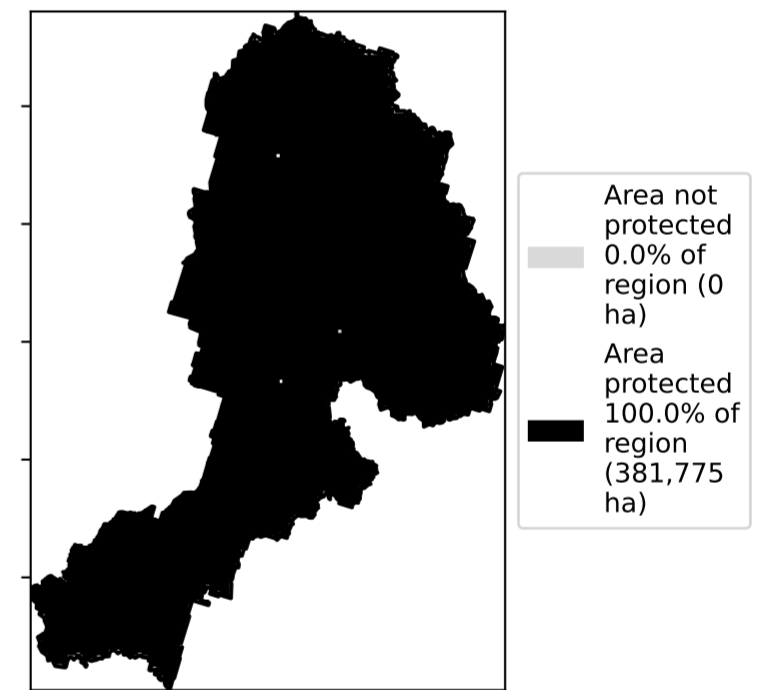 Area not
protected
0.0% of
region (0
ha)
Area
protected
100.0% of
region
(381,775
ha)